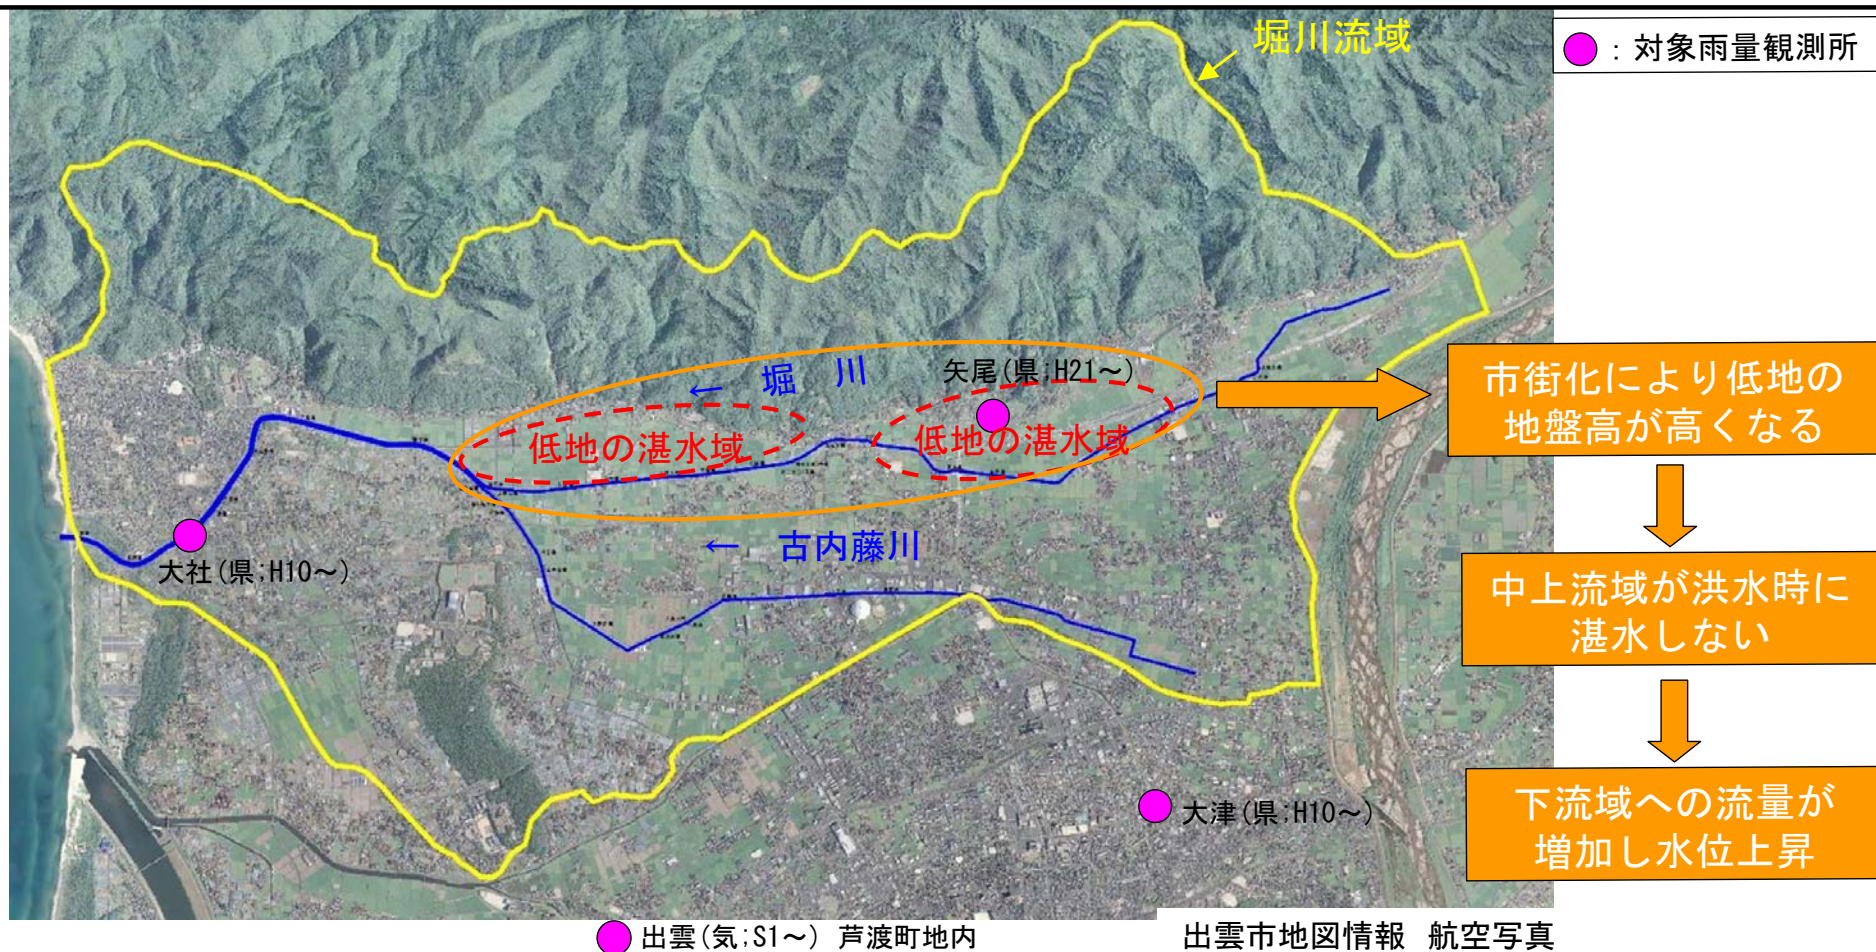 堀川流域
：対象雨量観測所
← 堀 川
矢尾(県;H21～)
低地の湛水域
低地の湛水域
← 古内藤川
大社(県;H10～)
大津(県;H10～)
市街化により低地の
地盤高が高くなる
中上流域が洪水時に
湛水しない
下流域への流量が
増加し水位上昇
出雲(気;S1～) 芦渡町地内
出雲市地図情報 航空写真